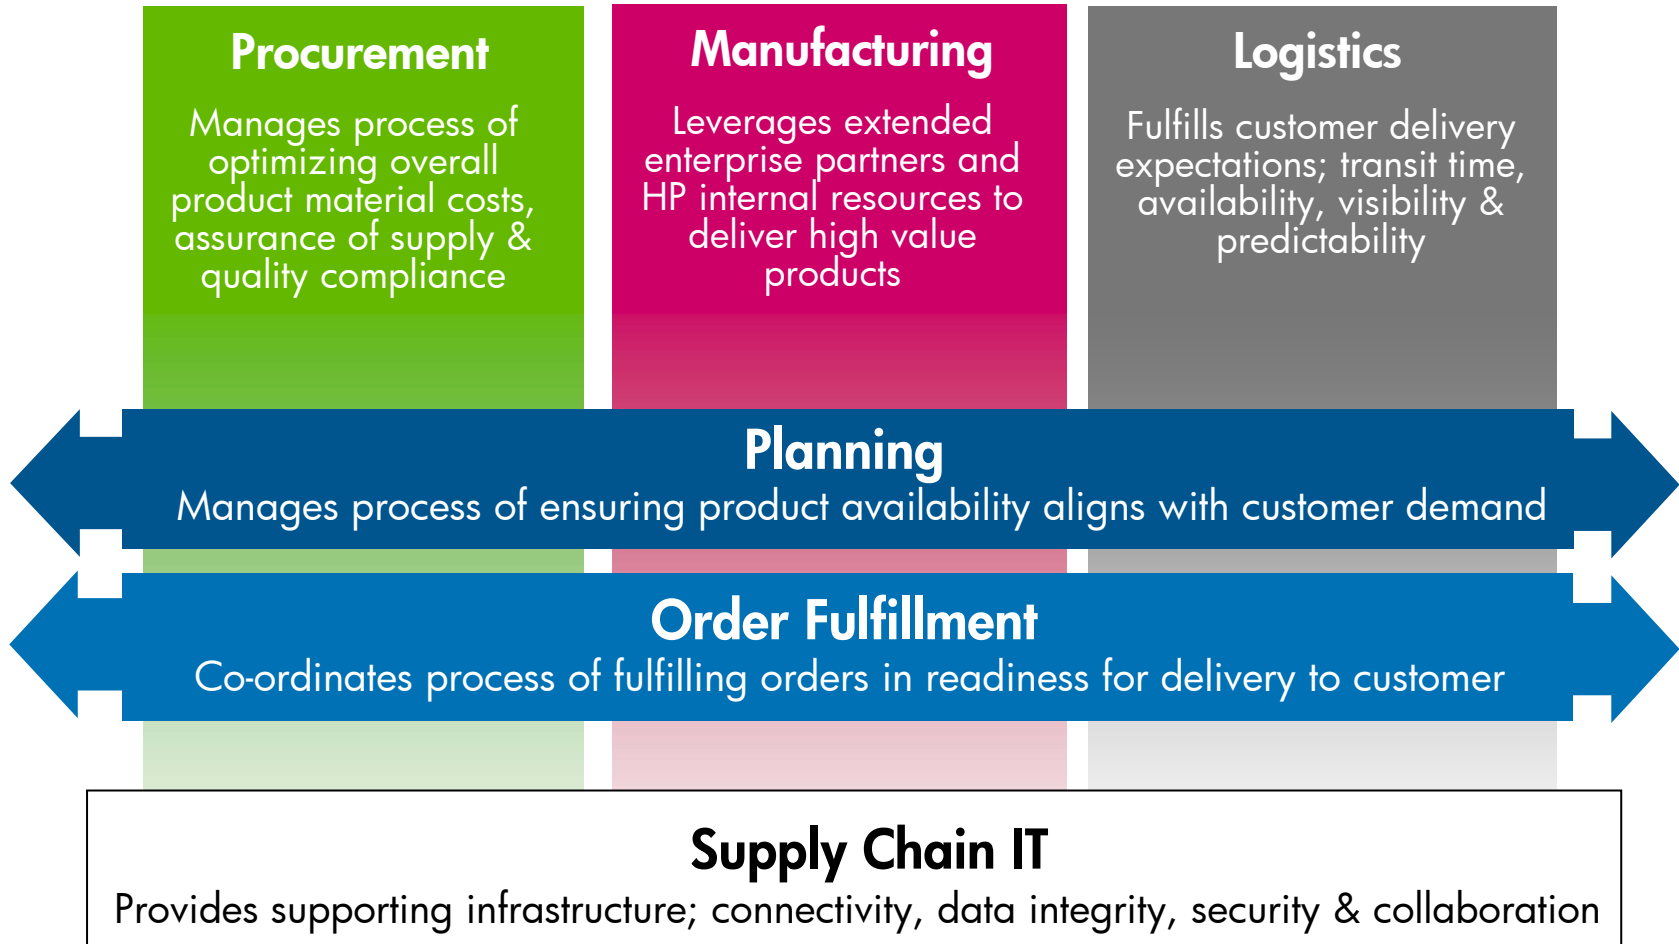 Procurement
Manages process of
optimizing overall
product material costs,
assurance of supply &
quality compliance
Manufacturing
Leverages extended
enterprise partners and
HP internal resources to
deliver high value
products
Logistics
Fulfills customer delivery
expectations; transit time,
availability, visibility &
predictability
Planning
Manages process of ensuring product availability aligns with customer demand
Order Fulfillment
Co-ordinates process of fulfilling orders in readiness for delivery to customer
Supply Chain IT
Provides supporting infrastructure; connectivity, data integrity, security & collaboration